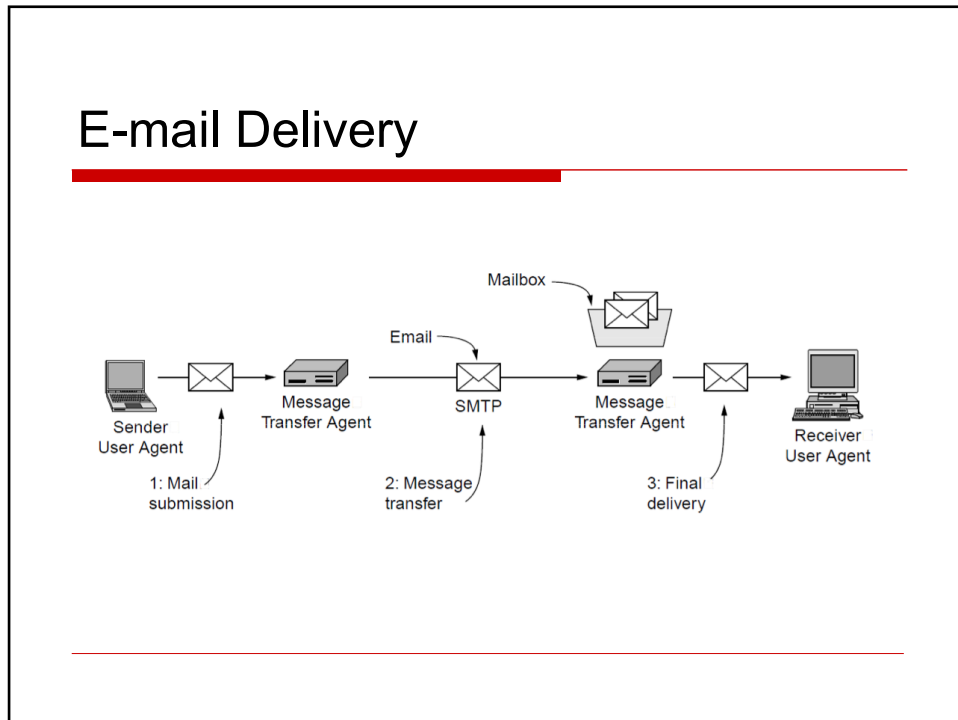 E-mail Delivery
Mailbox
Email
Sender
User Agent
Message
Transfer Agent
SMTP
Message
Transfer Agent
Receiver
User Agent
1: Mail
submission
2: Message
transfer
3: Final
delivery